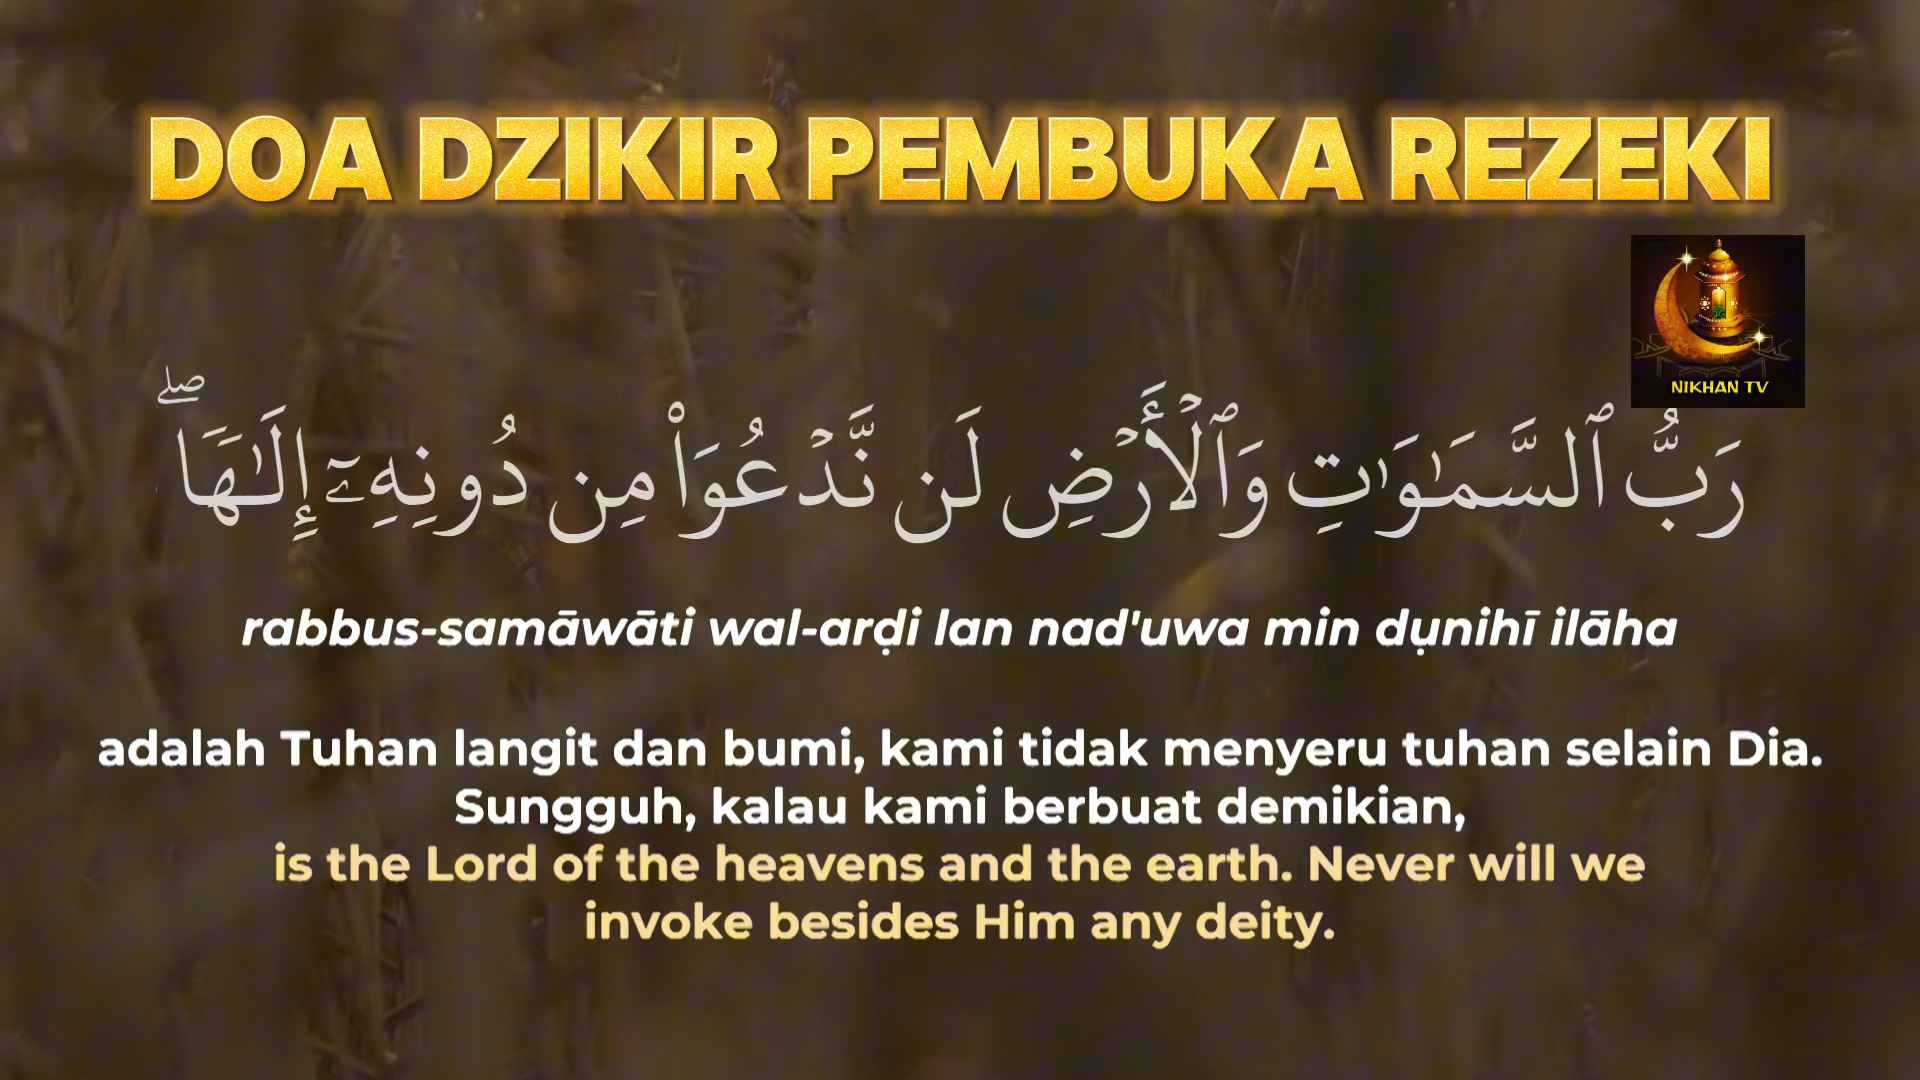 DOA DZIKIR PEMBUKA REZEKI
NIKHAN TV
رَبُّ ٱلسَّمَـٰوَٰتِ وَٱلۡأَرۡضِ لَن نَّدۡعُوَا۟ مِن دُونِهِۦٓ إِلَـٰهًاۖ
rabbus-samāwāti wal-arḍi lan nad'uwa min dụnihī ilāha
adalah Tuhan langit dan bumi, kami tidak menyeru tuhan selain Dia.
Sungguh, kalau kami berbuat demikian,
is the Lord of the heavens and the earth. Never will we
invoke besides Him any deity.